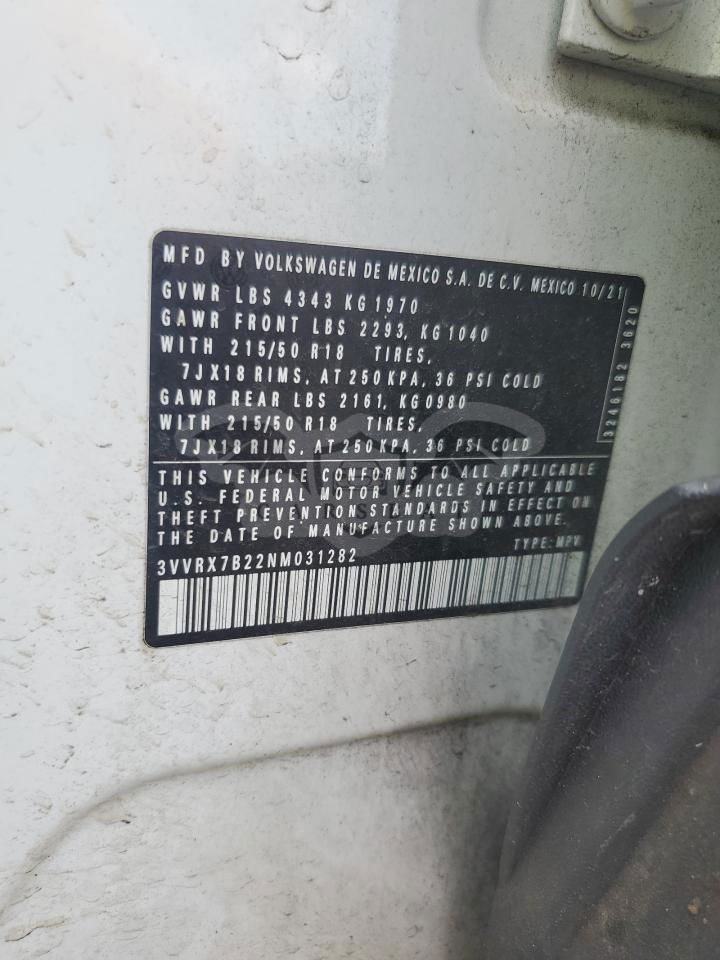 MFD BY VOLKSWAGEN DE MEXICO S.A. DE C.V. MEXICO 10/21
GVWR LBS 4343 KG 1970
GAWR FRONT LBS 2293, KG 1040
WITH 215/50 R18 TIRES,
7JX18 RIMS, AT 250 KPA, 36 PSI COLD
GAWR REAR LBS 2161, KG 0980
WITH 215/50 R18 TIRES,
7JX18 RIMS, AT 250 KPA, 36 PSI COLD
3246182 3620
THIS VEHICLE CONFORMS TO ALL APPLICABLE
U.S. FEDERAL MOTOR VEHICLE SAFETY AND
THEFT PREVENTION STANDARDS IN EFFECT ON
THE DATE OF MANUFACTURE SHOWN ABOVE.
3VVRX7B22NM031282 TYPE: MPV